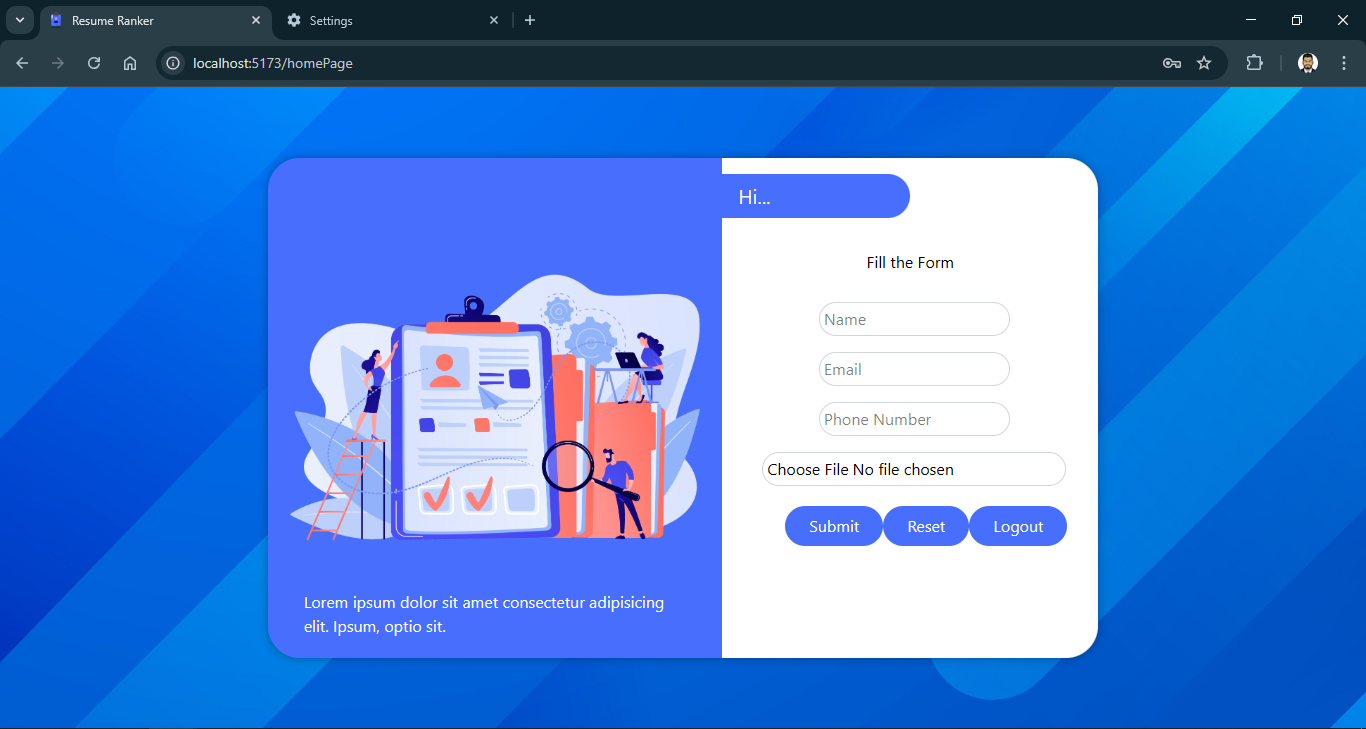 Resume Ranker
Settings
localhost:5173/homePage
Hi...
Fill the Form
Name
Email
Phone Number
Choose File No file chosen
Submit Reset Logout
Lorem ipsum dolor sit amet consectetur adipisicing
elit. Ipsum, optio sit.